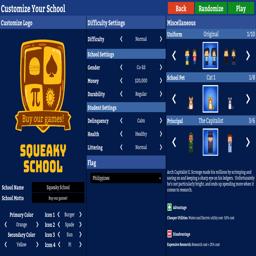 Customize Your School
Back
Randomize
Play
Customize Logo
Buy our games!
SQUEAKY
SCHOOL
School Name
Squeaky School
School Motto
Buy our games!
Primary Color
< Orange >
Secondary Color
< Yellow >
Icon 1 < Burger >
Icon 2 < Spade >
Icon 3 < Sun >
Icon 4 < Pi >
Difficulty Settings
Difficulty < Normal >
School Settings
Gender < Co-Ed >
Money < $20,000 >
Durability < Regular >
Student Settings
Delinquency < Calm >
Health < Healthy >
Littering < Normal >
Flag
Philippines
Miscellaneous
Uniform Original 1/10
School Pet Cat 1 1/8
Principal The Capitalist 1/6
Arch Capitalist U. Scrooge made his millions by scrimping and
saving on and keeping a sharp eye on his ledgers. Unfortunately
he's not particularly bright, and ends up spending more when it
comes to research.
Advantage
Cheaper Utilities: Water and Electric utility cost -50% cost
Disadvantage
Expensive Research: Research cost + 25% cost